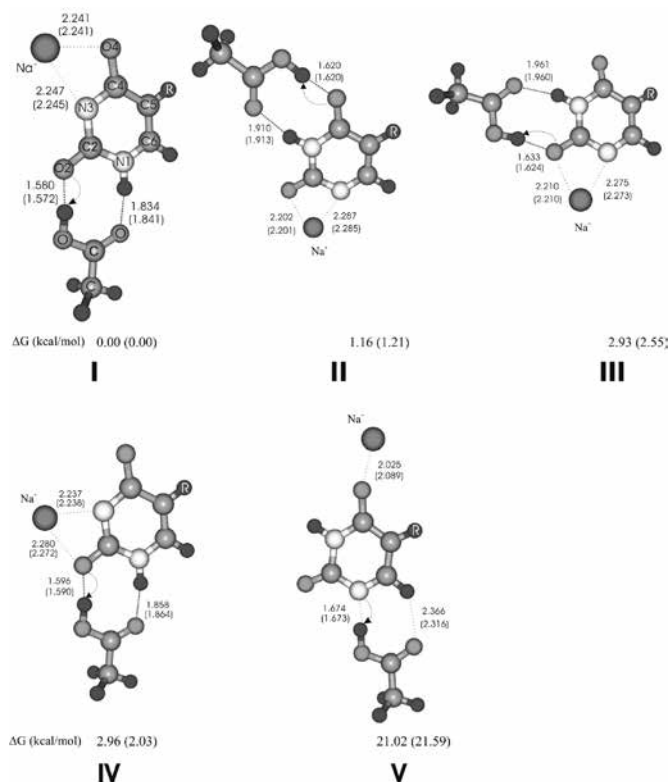 2.241
(2.241)
Na⁻
O4
2.247
(2.245)
N3
C4
C5
R
C2
N1
C6
O2
1.580
(1.572)
1.834
(1.841)
O
C
O
C
1.620
(1.620)
1.910
(1.913)
R
2.202
(2.201)
2.287
(2.285)
Na⁻
1.961
(1.960)
R
1.633
(1.624)
2.210
(2.210)
2.275
(2.273)
Na⁻
ΔG (kcal/mol) 0.00 (0.00) 1.16 (1.21) 2.93 (2.55)
I II III
Na⁻
2.237
(2.238)
R
2.280
(2.272)
1.596
(1.590)
1.858
(1.864)
Na⁻
2.025
(2.089)
R
1.674
(1.673)
2.366
(2.316)
ΔG (kcal/mol) 2.96 (2.03) 21.02 (21.59)
IV V